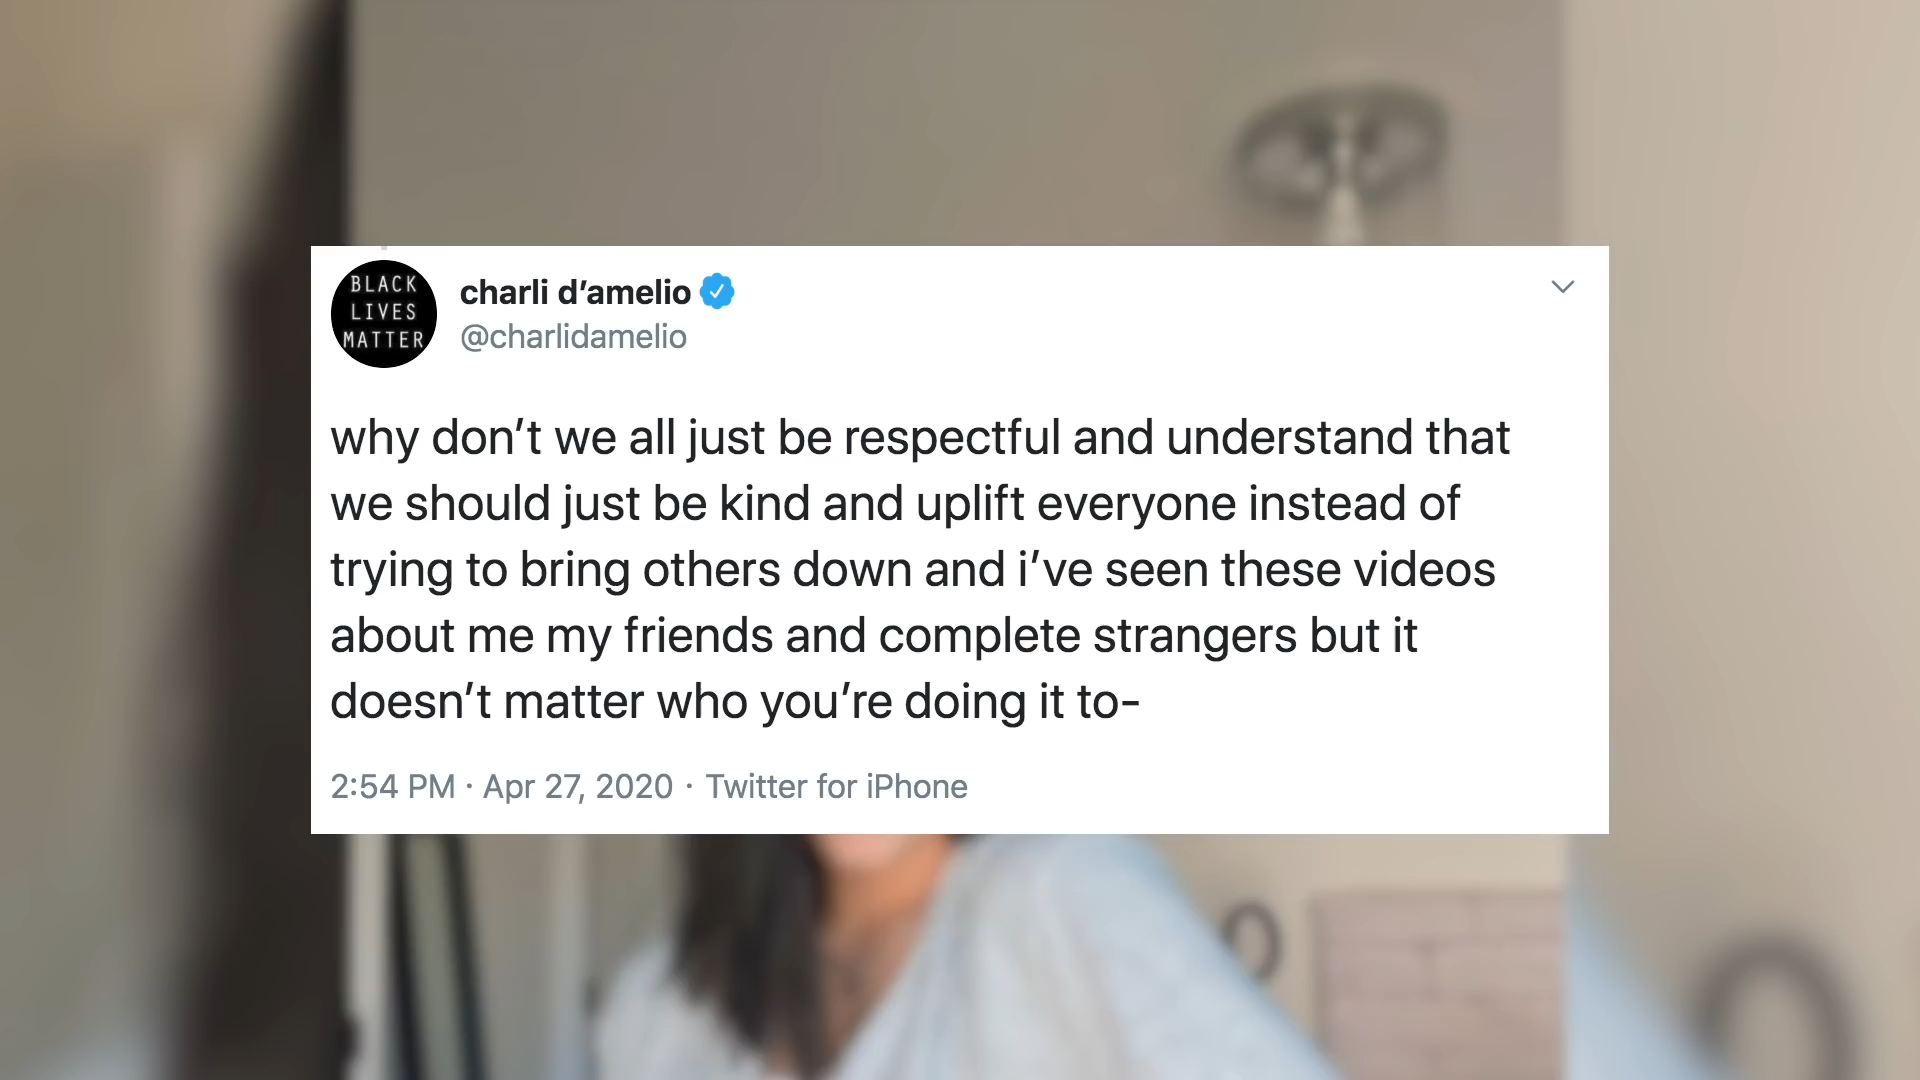 BLACK
LIVES
MATTER
charli d’amelio
@charlidamelio
why don’t we all just be respectful and understand that
we should just be kind and uplift everyone instead of
trying to bring others down and i’ve seen these videos
about me my friends and complete strangers but it
doesn’t matter who you’re doing it to-
2:54 PM · Apr 27, 2020 · Twitter for iPhone